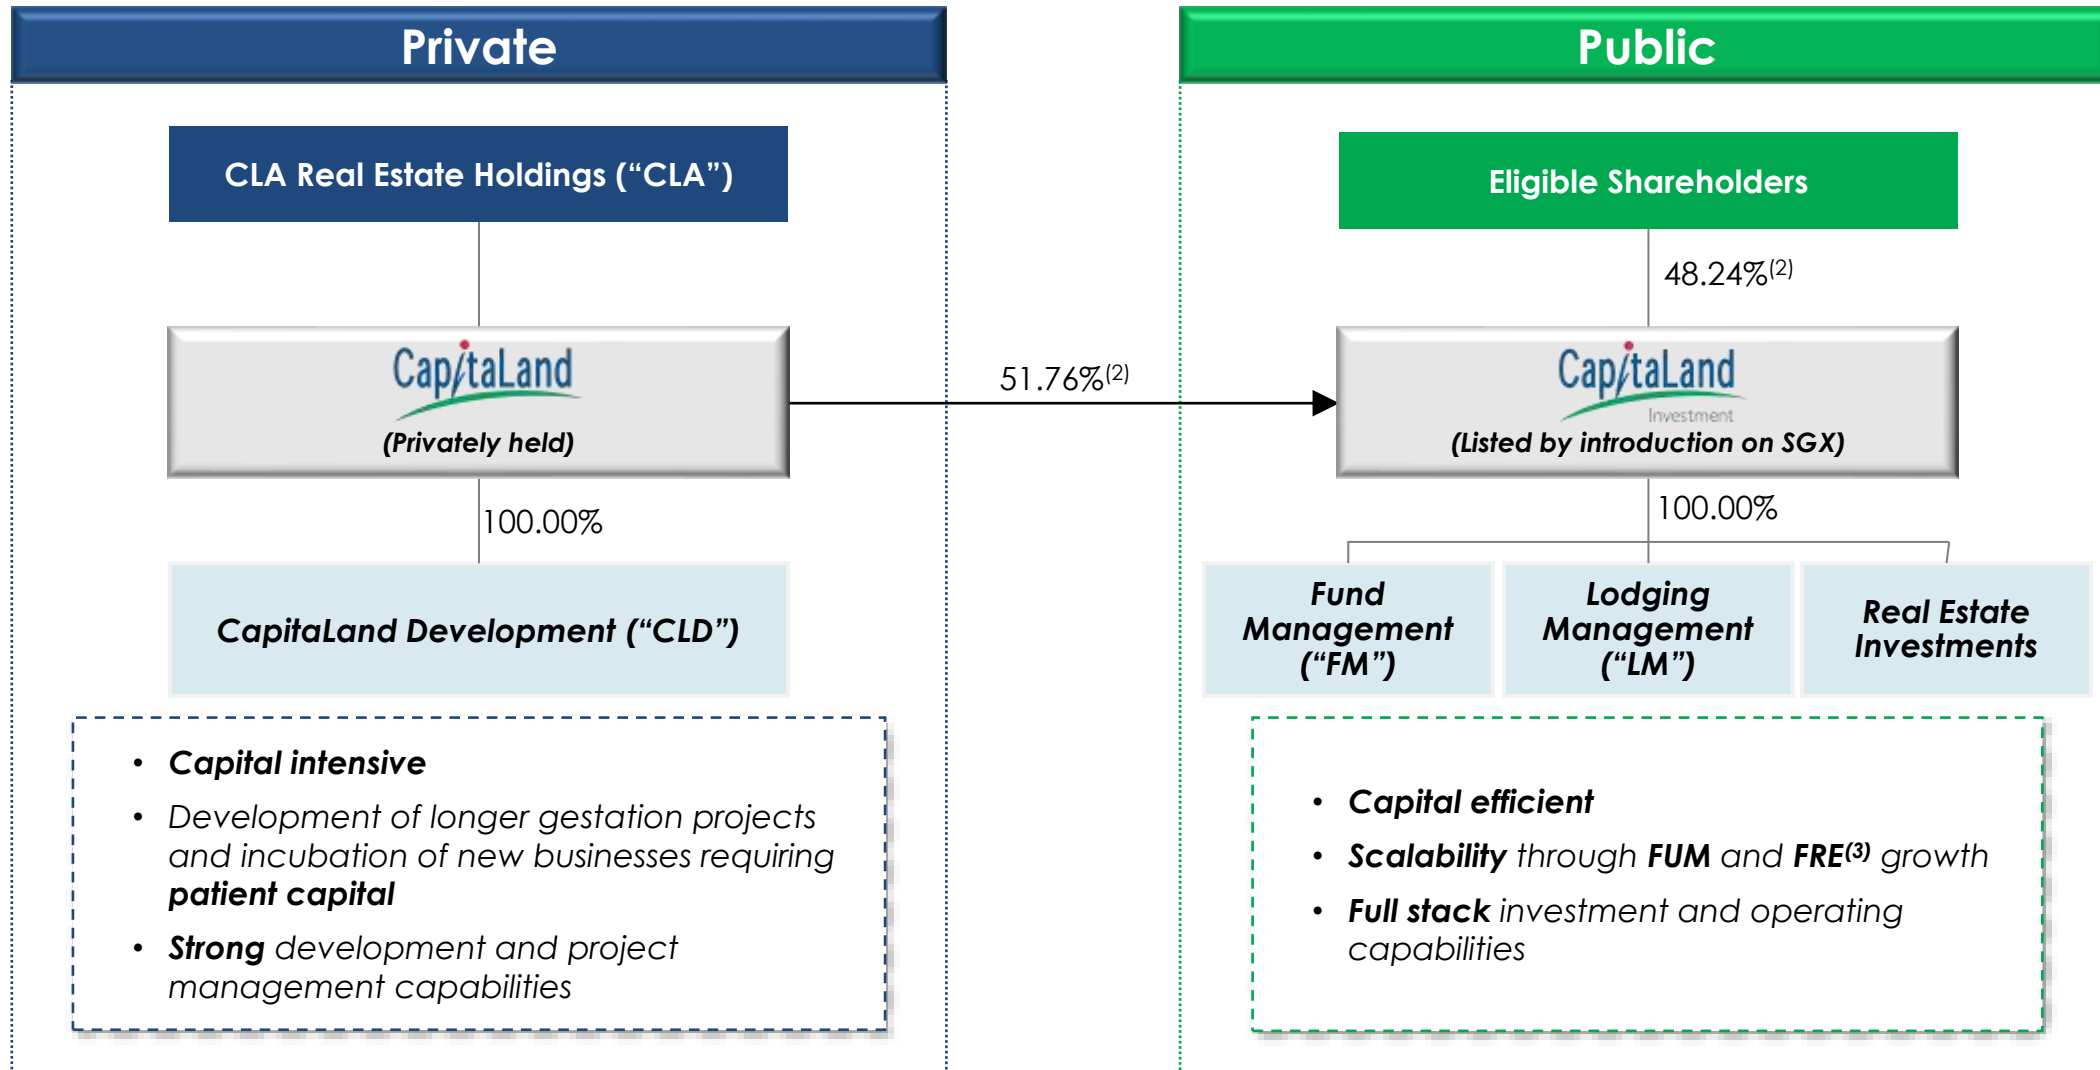 Private
CLA Real Estate Holdings (“CLA”)
CapitaLand
(Privately held)
100.00%
CapitaLand Development (“CLD”)
• Capital intensive
• Development of longer gestation projects
and incubation of new businesses requiring
patient capital
• Strong development and project
management capabilities
51.76%(2)
Public
Eligible Shareholders
48.24%(2)
CapitaLand
Investment
(Listed by introduction on SGX)
100.00%
Fund
Management
(“FM”)
Lodging
Management
(“LM”)
Real Estate
Investments
• Capital efficient
• Scalability through FUM and FRE(3) growth
• Full stack investment and operating
capabilities